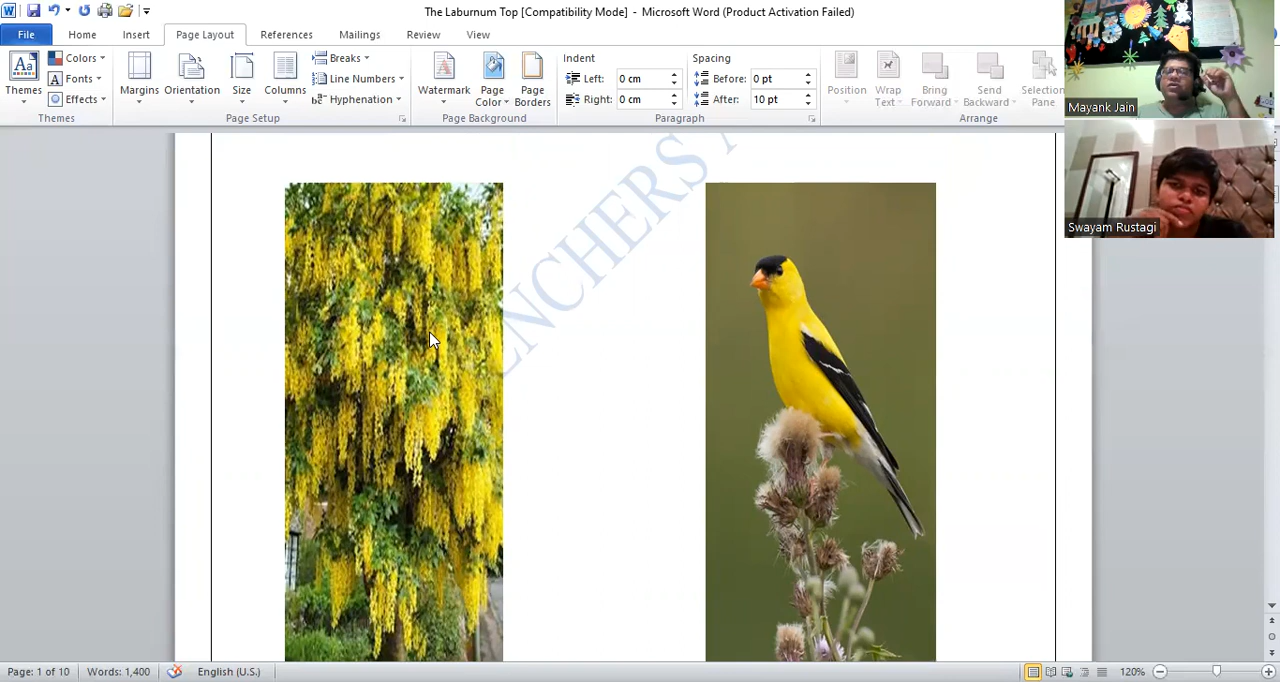 The Laburnum Top [Compatibility Mode] - Microsoft Word (Product Activation Failed)
File Home Insert Page Layout References Mailings Review View
Themes
Colors
Fonts
Effects
Themes
Margins
Orientation
Size
Columns
Breaks
Line Numbers
Hyphenation
Page Setup
Watermark
Page Color
Page Borders
Page Background
Indent
Left: 0 cm
Right: 0 cm
Spacing
Before: 0 pt
After: 10 pt
Paragraph
Position
Wrap Text
Bring Forward
Send Backward
Selection Pane
Arrange
Mayank Jain
Swayam Rustagi
ENCHERS
Page: 1 of 10 Words: 1,400 English (U.S.) 120%